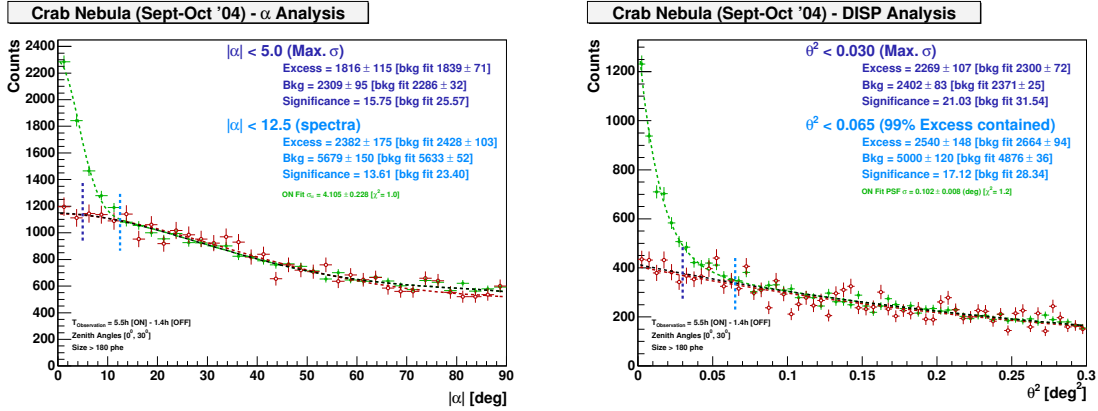 Crab Nebula (Sept-Oct '04) - α Analysis
Counts
2400
2200
2000
1800
1600
1400
1200
1000
800
600
400
200
0
|α| < 5.0 (Max. σ)
Excess = 1816 ± 115 [bkg fit 1839 ± 71]
Bkg = 2309 ± 95 [bkg fit 2286 ± 32]
Significance = 15.75 [bkg fit 25.57]
|α| < 12.5 (spectra)
Excess = 2382 ± 175 [bkg fit 2428 ± 103]
Bkg = 5679 ± 150 [bkg fit 5633 ± 52]
Significance = 13.61 [bkg fit 23.40]
ON Fit σ₀ = 4.105 ± 0.228 [χ² = 1.0]
T_Observation = 5.5h [ON] - 1.4h [OFF]
Zenith Angles [0⁰, 30⁰]
Size > 180 phe
0 10 20 30 40 50 60 70 80 90
|α| [deg]
Crab Nebula (Sept-Oct '04) - DISP Analysis
Counts
1200
1000
800
600
400
200
0
θ² < 0.030 (Max. σ)
Excess = 2269 ± 107 [bkg fit 2300 ± 72]
Bkg = 2402 ± 83 [bkg fit 2371 ± 25]
Significance = 21.03 [bkg fit 31.54]
θ² < 0.065 (99% Excess contained)
Excess = 2540 ± 148 [bkg fit 2664 ± 94]
Bkg = 5000 ± 120 [bkg fit 4876 ± 36]
Significance = 17.12 [bkg fit 28.34]
ON Fit PSF σ = 0.102 ± 0.008 (deg) [χ² = 1.2]
T_Observation = 5.5h [ON] - 1.4h [OFF]
Zenith Angles [0⁰, 30⁰]
Size > 180 phe
0 0.05 0.1 0.15 0.2 0.25 0.3
θ² [deg²]